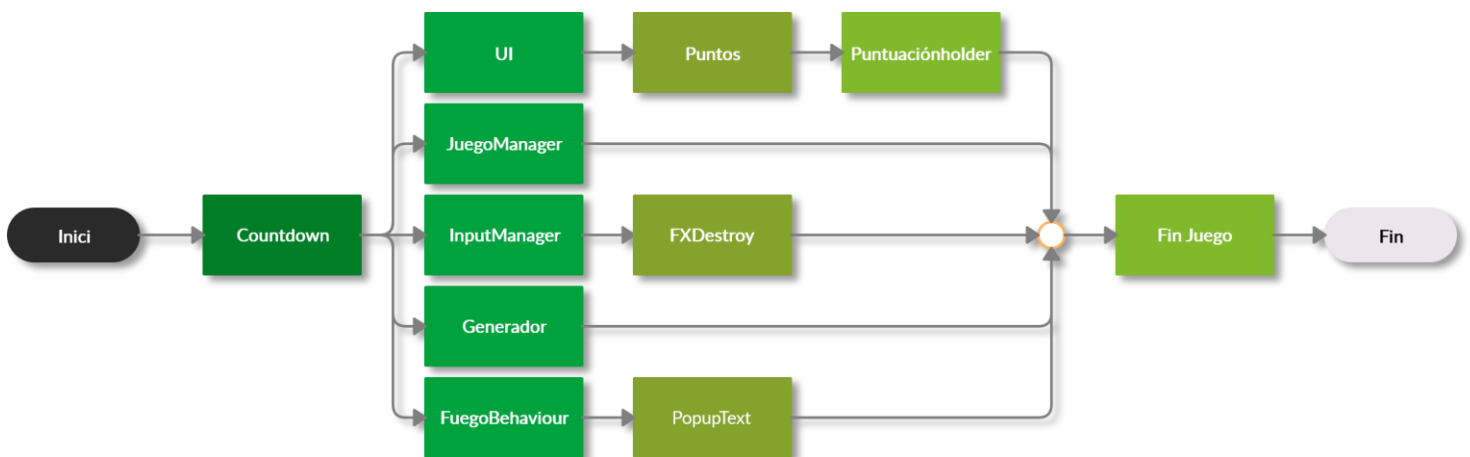 UI
Puntos
Puntuaciónholder
JuegoManager
Inici
Countdown
InputManager
FXDestroy
Fin Juego
Fin
Generador
FuegoBehaviour
PopupText